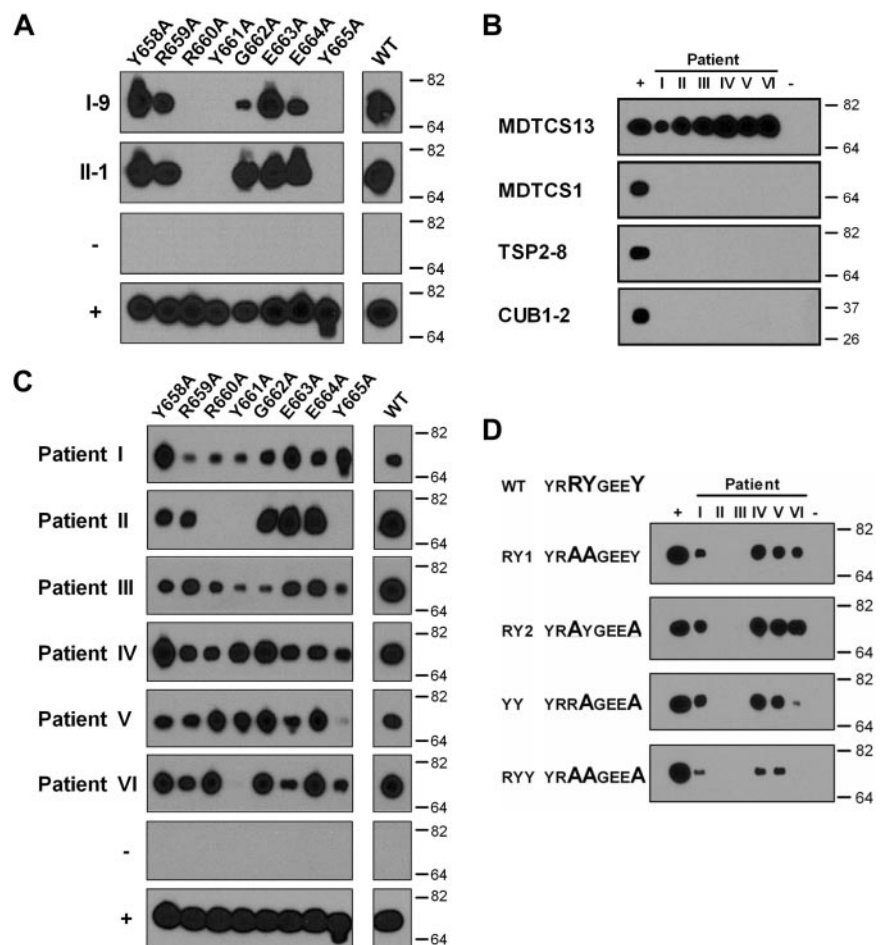 A
Y658A R659A R660A Y661A G662A E663A E664A Y665A WT
I-9
82
64
II-1
82
64
-
82
64
+
82
64
B
Patient
+ I II III IV V VI -
MDTCS13
82
64
MDTCS1
82
64
TSP2-8
82
64
CUB1-2
37
26
C
Y658A R659A R660A Y661A G662A E663A E664A Y665A WT
Patient I
82
64
Patient II
82
64
Patient III
82
64
Patient IV
82
64
Patient V
82
64
Patient VI
82
64
-
82
64
+
82
64
D
WT YRRYGEEY
Patient
+ I II III IV V VI -
RY1 YRAAGEEY
82
64
RY2 YRAYGEEA
82
64
YY YRRAGEEA
82
64
RYY YRAAGEEA
82
64